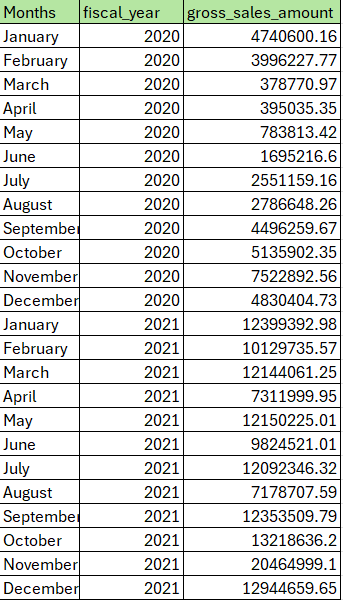 Months fiscal_year gross_sales_amount
January 2020 4740600.16
February 2020 3996227.77
March 2020 378770.97
April 2020 395035.35
May 2020 783813.42
June 2020 1695216.6
July 2020 2551159.16
August 2020 2786648.26
September 2020 4496259.67
October 2020 5135902.35
November 2020 7522892.56
December 2020 4830404.73
January 2021 12399392.98
February 2021 10129735.57
March 2021 12144061.25
April 2021 7311999.95
May 2021 12150225.01
June 2021 9824521.01
July 2021 12092346.32
August 2021 7178707.59
September 2021 12353509.79
October 2021 13218636.2
November 2021 20464999.1
December 2021 12944659.65